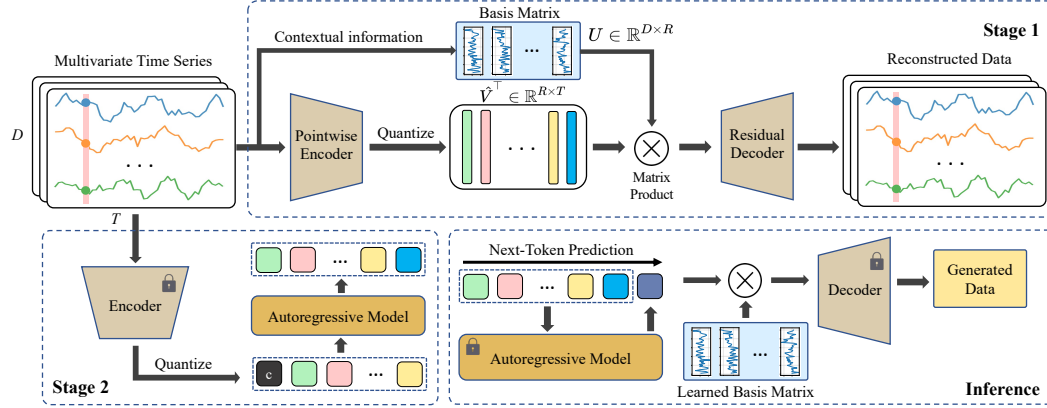 Stage 1
Multivariate Time Series
D
T
Contextual information
Basis Matrix
U ∈ ℝ^{D×R}
Pointwise
Encoder
Quantize
V̂^⊤ ∈ ℝ^{R×T}
. . .
Matrix
Product
Residual
Decoder
Reconstructed Data
Stage 2
Encoder
Quantize
c
Autoregressive Model
Inference
Next-Token Prediction
Autoregressive Model
Learned Basis Matrix
Decoder
Generated
Data